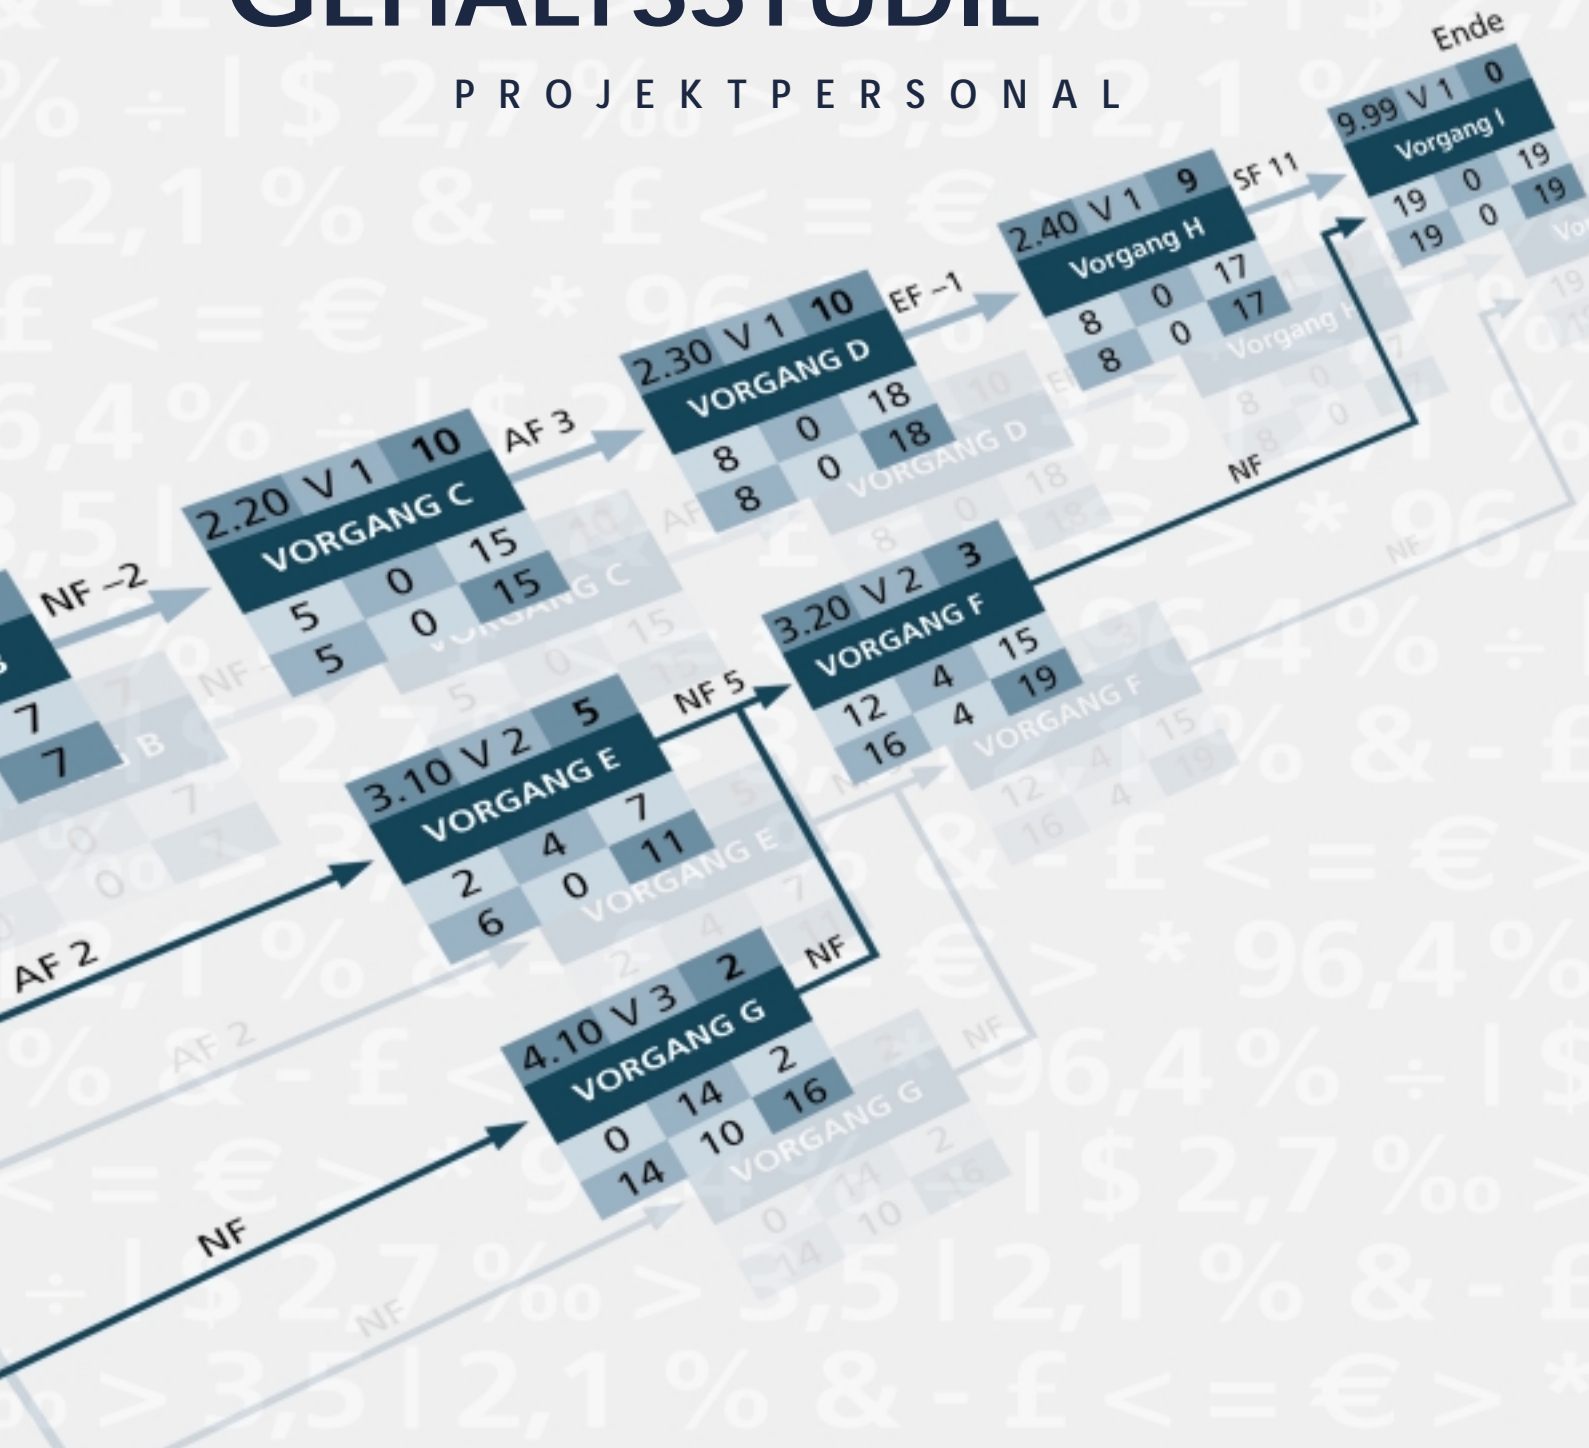 GEHALTSSTUDIE
PROJEKTPERSONAL
Ende
9.99 V 1 0
Vorgang I
19 0 19
19 0 19
SF 11
2.40 V 1 9
Vorgang H
8 0 17
8 0 17
EF –1
2.30 V 1 10
VORGANG D
8 0 18
8 0 18
AF 3
2.20 V 1 10
VORGANG C
5 0 15
5 0 15
NF –2
7
7
NF
3.20 V 2 3
VORGANG F
12 4 15
16 4 19
NF 5
3.10 V 2 5
VORGANG E
2 4 7
6 0 11
AF 2
NF
4.10 V 3 2
VORGANG G
0 14 2
14 10 16
NF